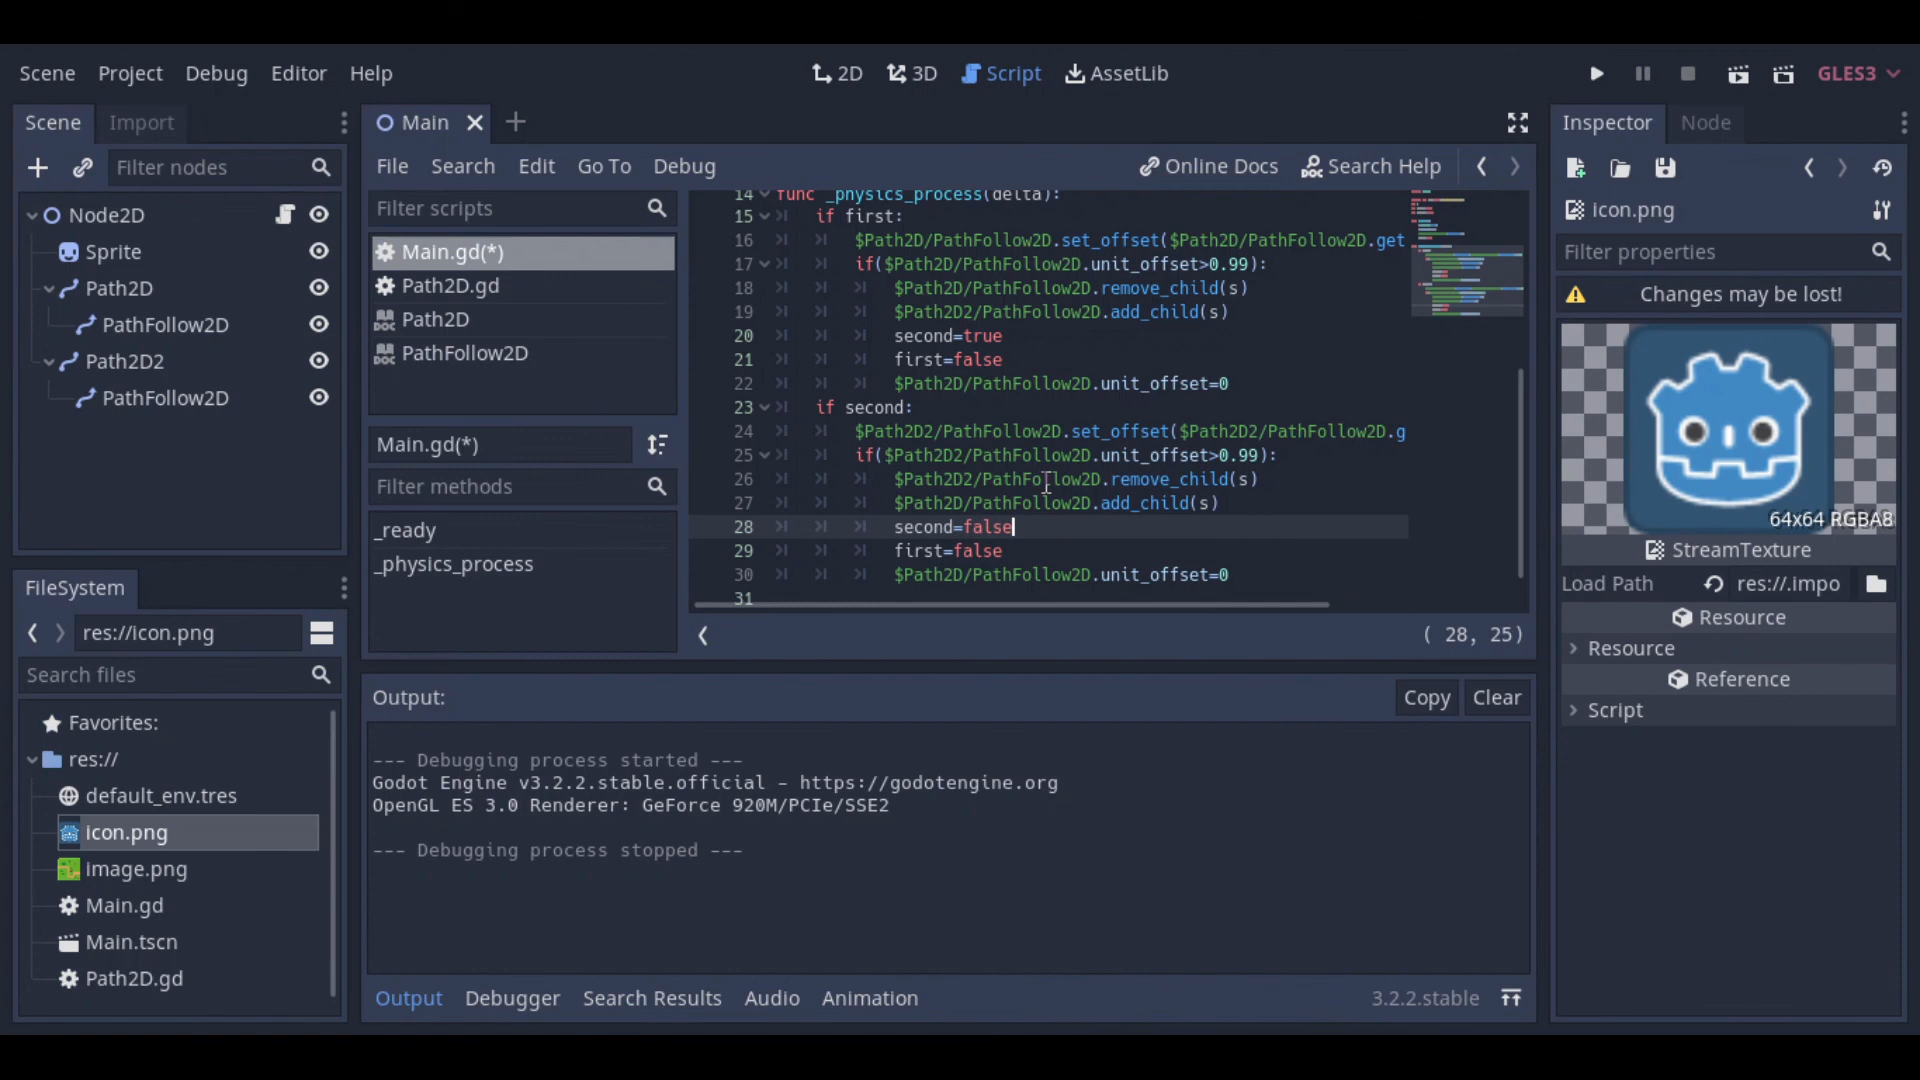 Scene Project Debug Editor Help
2D 3D Script AssetLib
GLES3
Scene Import
Filter nodes
Node2D
Sprite
Path2D
PathFollow2D
Path2D2
PathFollow2D
FileSystem
res://icon.png
Search files
Favorites:
res://
default_env.tres
icon.png
image.png
Main.gd
Main.tscn
Path2D.gd
Main
File Search Edit Go To Debug
Online Docs Search Help
Filter scripts
Main.gd(*)
Path2D.gd
Path2D
PathFollow2D
Main.gd(*)
Filter methods
_ready
_physics_process
14 func _physics_process(delta):
15 if first:
16 $Path2D/PathFollow2D.set_offset($Path2D/PathFollow2D.get
17 if($Path2D/PathFollow2D.unit_offset>0.99):
18 $Path2D/PathFollow2D.remove_child(s)
19 $Path2D2/PathFollow2D.add_child(s)
20 second=true
21 first=false
22 $Path2D/PathFollow2D.unit_offset=0
23 if second:
24 $Path2D2/PathFollow2D.set_offset($Path2D2/PathFollow2D.g
25 if($Path2D2/PathFollow2D.unit_offset>0.99):
26 $Path2D2/PathFollow2D.remove_child(s)
27 $Path2D/PathFollow2D.add_child(s)
28 second=false
29 first=false
30 $Path2D/PathFollow2D.unit_offset=0
31
( 28, 25)
Output:
Copy Clear
--- Debugging process started ---
Godot Engine v3.2.2.stable.official - https://godotengine.org
OpenGL ES 3.0 Renderer: GeForce 920M/PCIe/SSE2
--- Debugging process stopped ---
Output Debugger Search Results Audio Animation
3.2.2.stable
Inspector Node
icon.png
Filter properties
Changes may be lost!
64x64 RGBA8
StreamTexture
Load Path res://.impo
Resource
Resource
Reference
Script